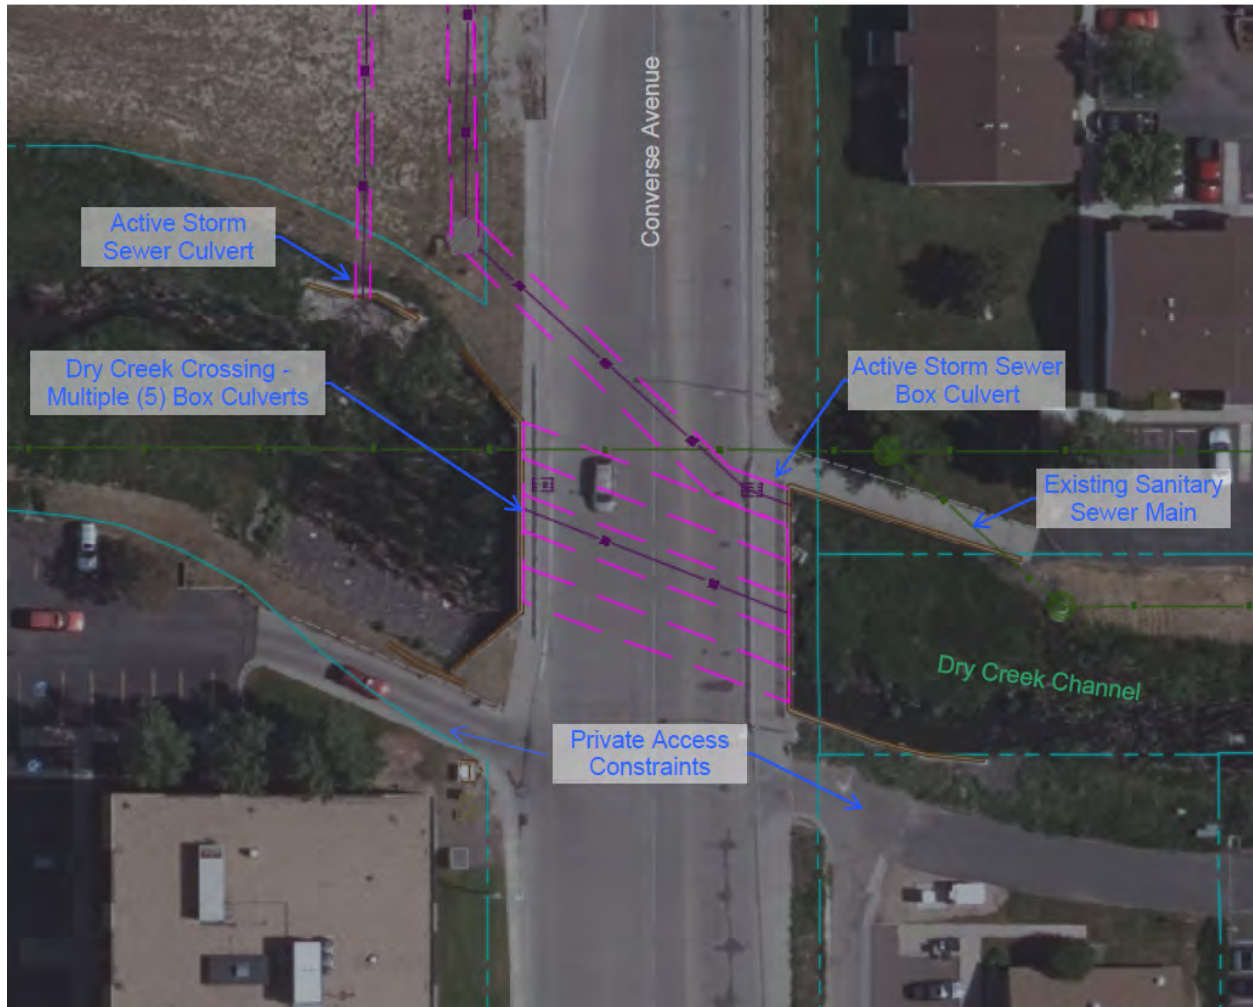 Converse Avenue
Active Storm
Sewer Culvert
Dry Creek Crossing -
Multiple (5) Box Culverts
Active Storm Sewer
Box Culvert
Existing Sanitary
Sewer Main
Dry Creek Channel
Private Access
Constraints